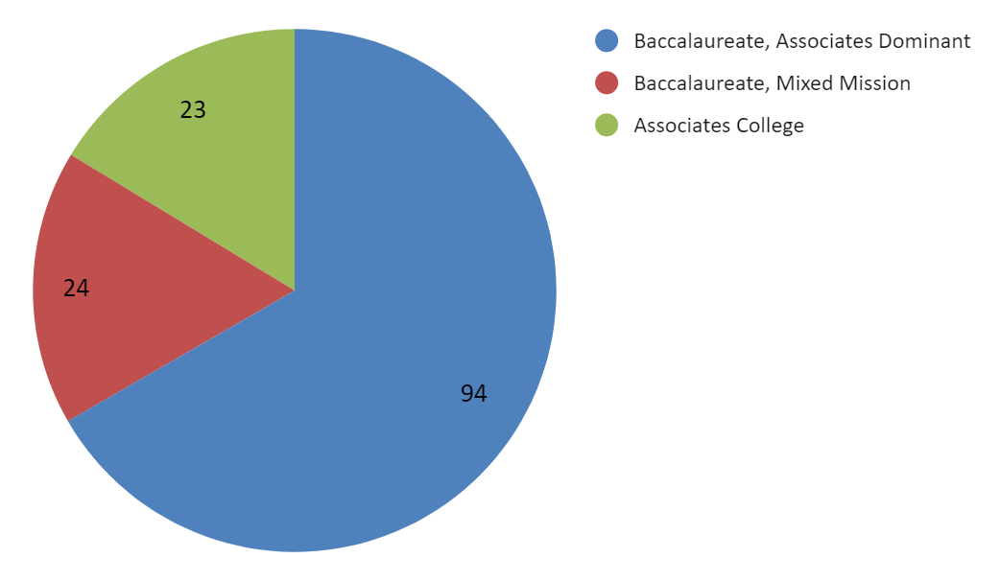 Baccalaureate, Associates Dominant
Baccalaureate, Mixed Mission
Associates College
23
24
94